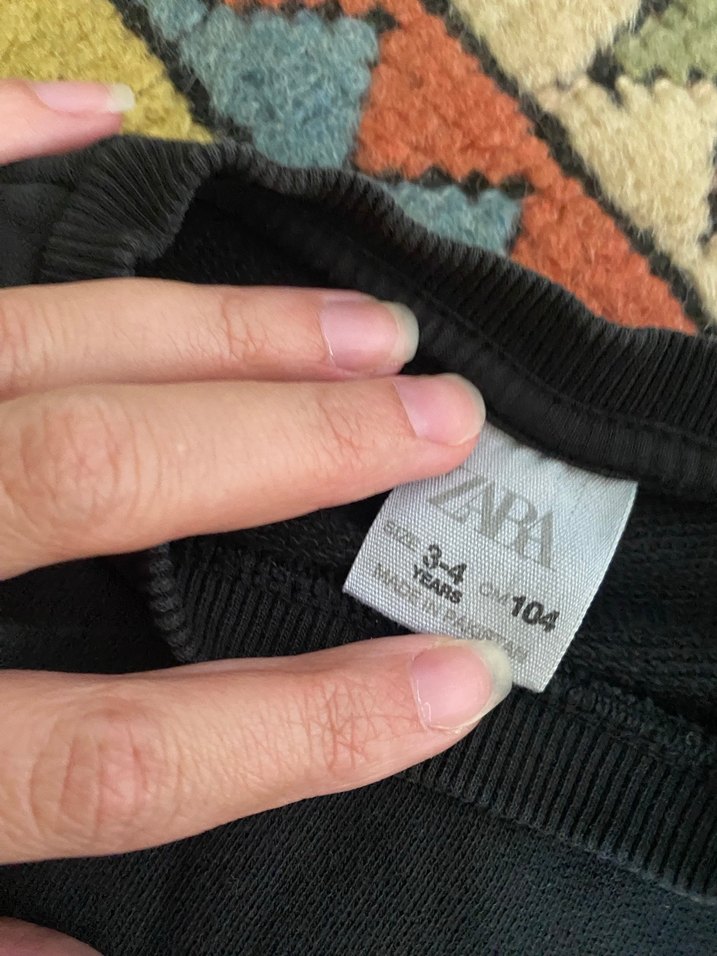 ZARA
SIZE 3-4 CM 104
YEARS
MADE IN PAKISTAN